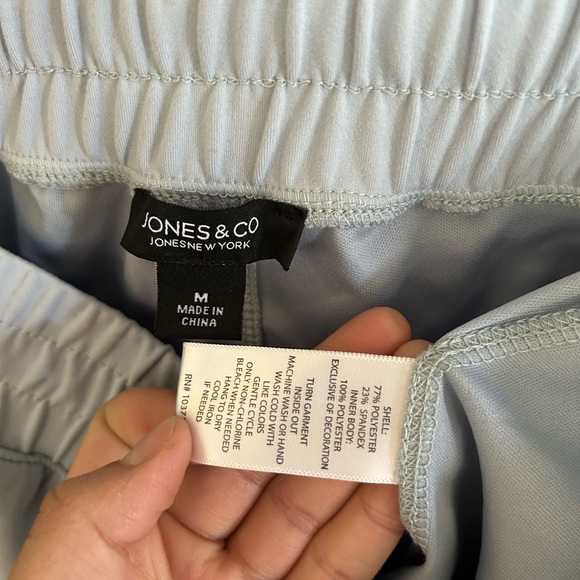 JONES & CO
JONES NEW YORK
M
MADE IN
CHINA
SHELL:
77% POLYESTER
23% SPANDEX
INNER BODY:
100% POLYESTER
EXCLUSIVE OF DECORATION
TURN GARMENT
INSIDE OUT
MACHINE WASH OR HAND
WASH COLD WITH
LIKE COLORS
GENTLE CYCLE
ONLY NON-CHLORINE
BLEACH WHEN NEEDED
HANG TO DRY
COOL IRON
IF NEEDED
RN#